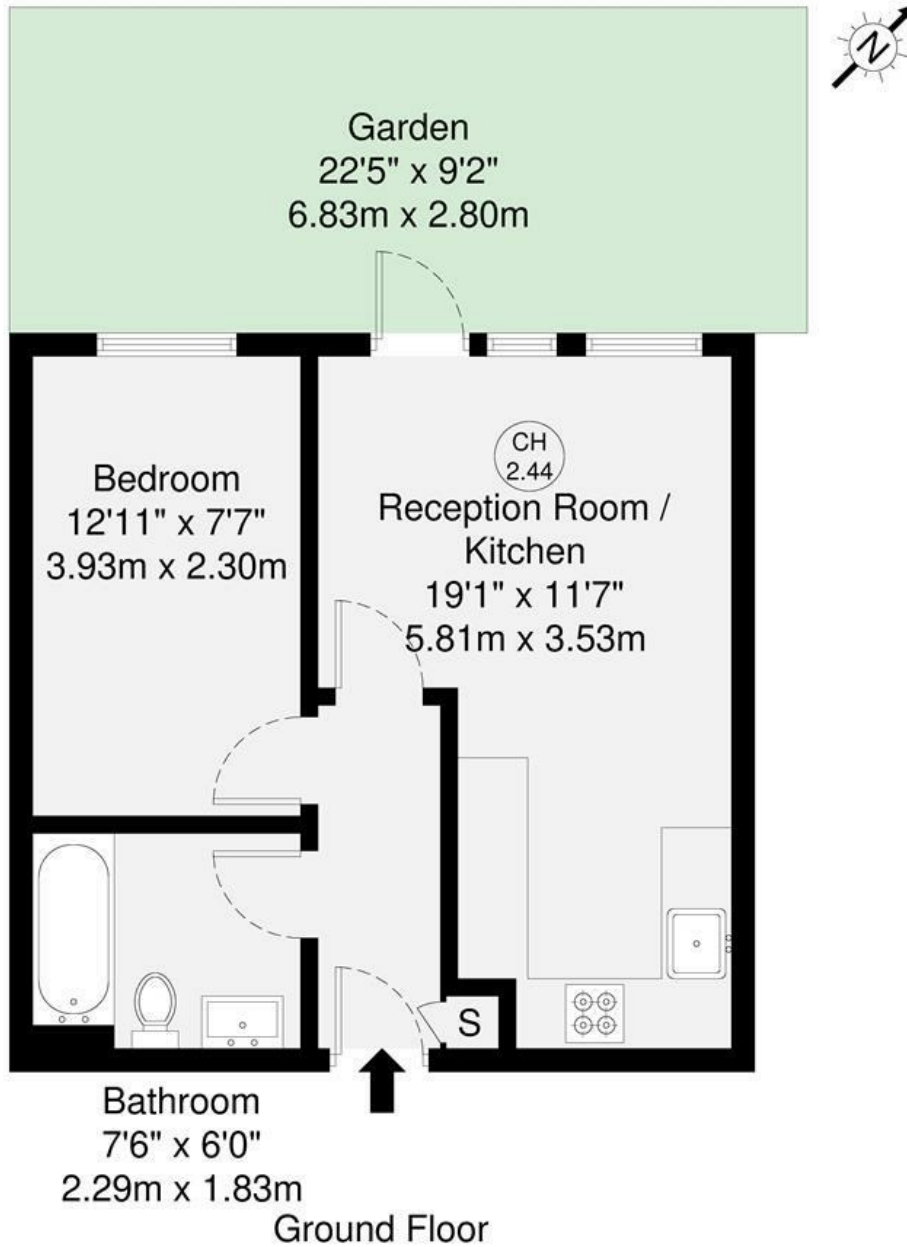 N
Garden
22'5" x 9'2"
6.83m x 2.80m
Bedroom
12'11" x 7'7"
3.93m x 2.30m
CH
2.44
Reception Room /
Kitchen
19'1" x 11'7"
5.81m x 3.53m
S
Bathroom
7'6" x 6'0"
2.29m x 1.83m
Ground Floor